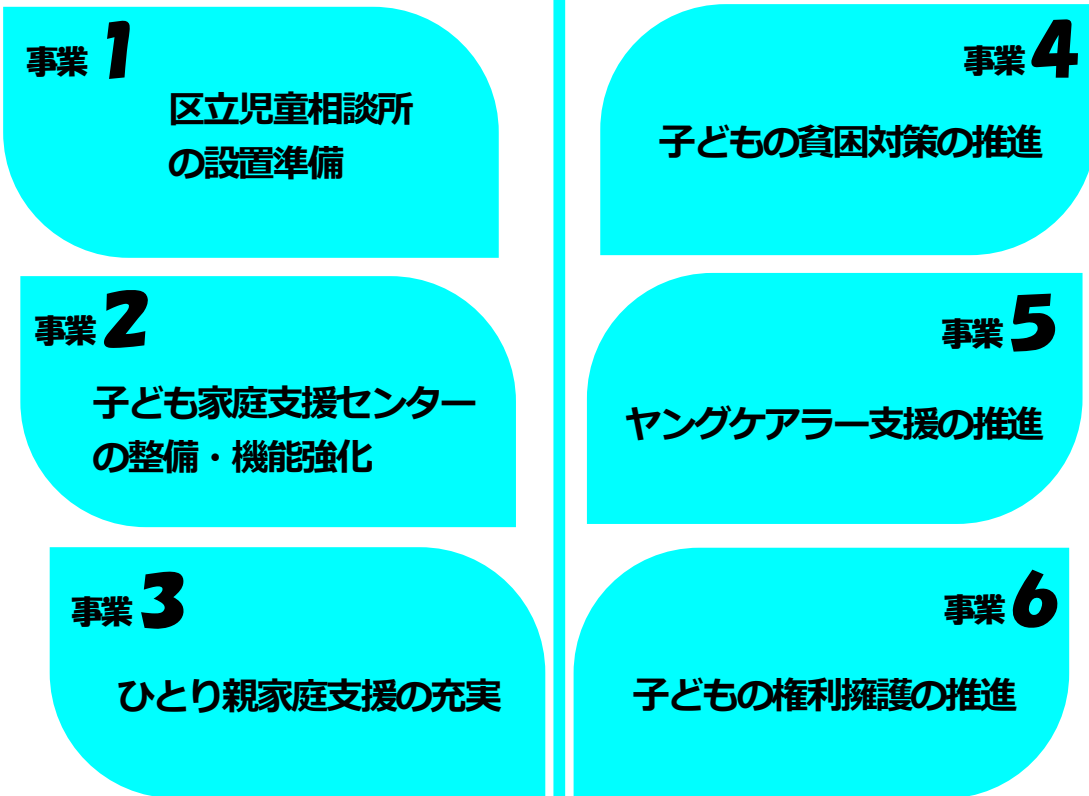 事業 1
区立児童相談所
の設置準備
事業 2
子ども家庭支援センター
の整備・機能強化
事業 3
ひとり親家庭支援の充実
事業 4
子どもの貧困対策の推進
事業 5
ヤングケアラー支援の推進
事業 6
子どもの権利擁護の推進